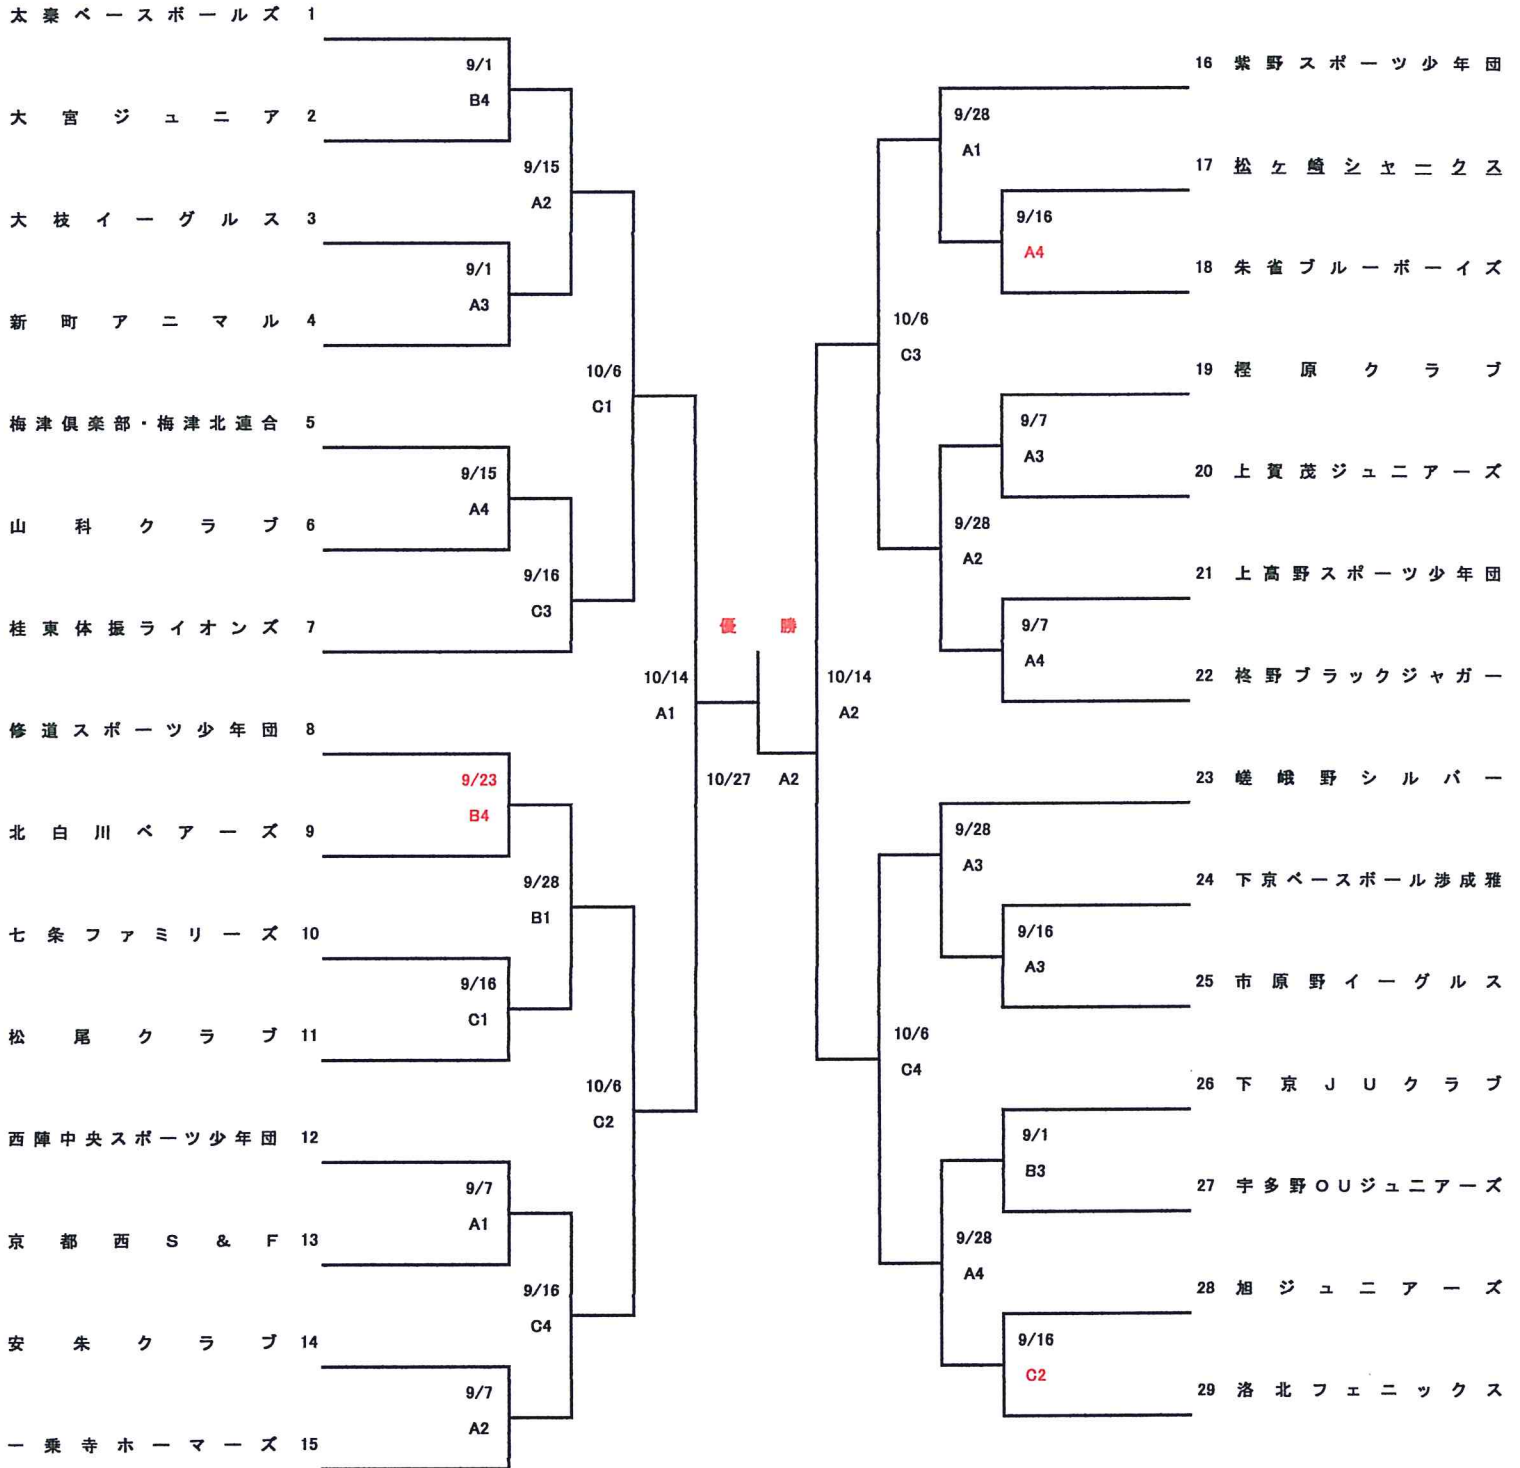 太秦ベースボールズ 1
9/1
B4
大宮ジュニア 2
9/15
A2
大枝イーグルス 3
9/1
A3
新町アニマル 4
10/6
C1
梅津倶楽部・梅津北連合 5
9/15
A4
山科クラブ 6
9/16
C3
桂東体振ライオンズ 7
10/14
A1
修道スポーツ少年団 8
9/23
B4
北白川ベアーズ 9
9/28
B1
七条ファミリーズ 10
9/16
C1
松尾クラブ 11
10/6
C2
西陣中央スポーツ少年団 12
9/7
A1
京都西S&F 13
9/16
C4
安朱クラブ 14
9/7
A2
一乗寺ホーマーズ 15
優勝
10/27 A2
16 紫野スポーツ少年団
9/28
A1
17 松ヶ崎シャークス
9/16
A4
18 朱雀ブルーボーイズ
10/6
C3
19 樫原クラブ
9/7
A3
20 上賀茂ジュニアーズ
9/28
A2
21 上高野スポーツ少年団
9/7
A4
22 柊野ブラックジャガー
10/14
A2
23 嵯峨野シルバー
9/28
A3
24 下京ベースボール渉成雅
9/16
A3
25 市原野イーグルス
10/6
C4
26 下京JUクラブ
9/1
B3
27 宇多野OUジュニアーズ
9/28
A4
28 旭ジュニアーズ
9/16
C2
29 洛北フェニックス